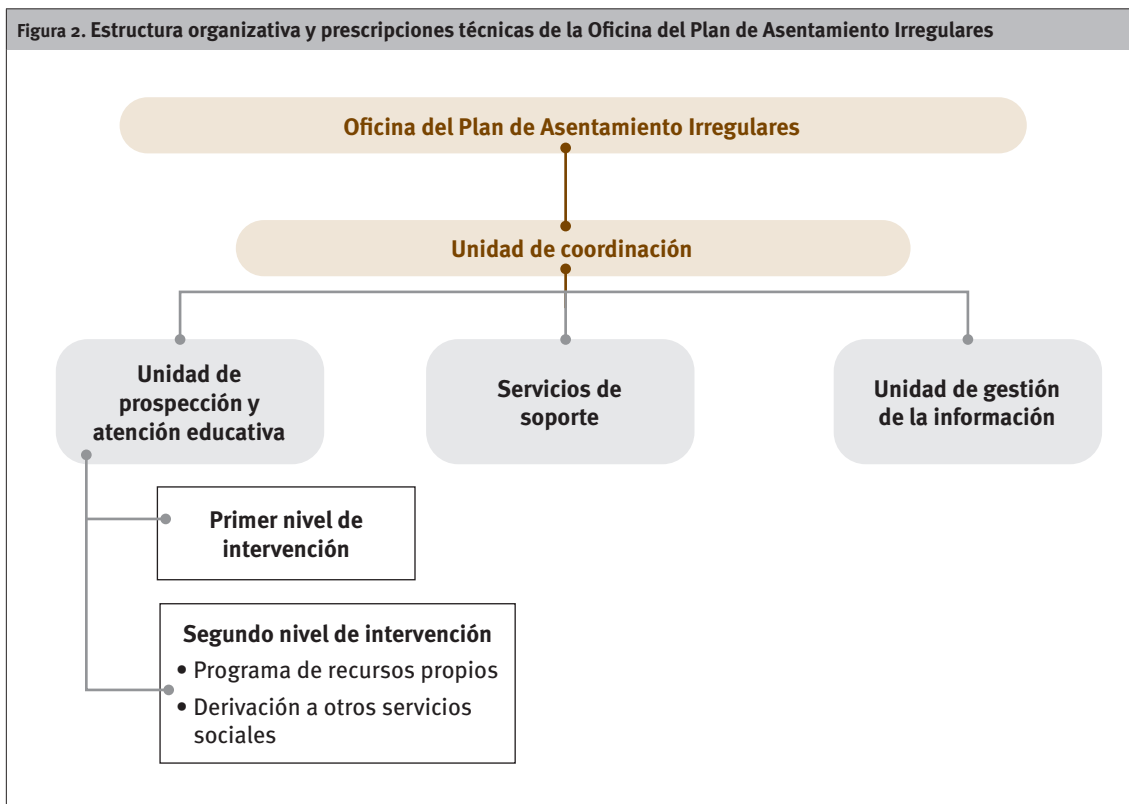 Figura 2. Estructura organizativa y prescripciones técnicas de la Oficina del Plan de Asentamiento Irregulares
Oficina del Plan de Asentamiento Irregulares
Unidad de coordinación
Unidad de
prospección y
atención educativa
Servicios de
soporte
Unidad de gestión
de la información
Primer nivel de
intervención
Segundo nivel de intervención
• Programa de recursos propios
• Derivación a otros servicios
sociales